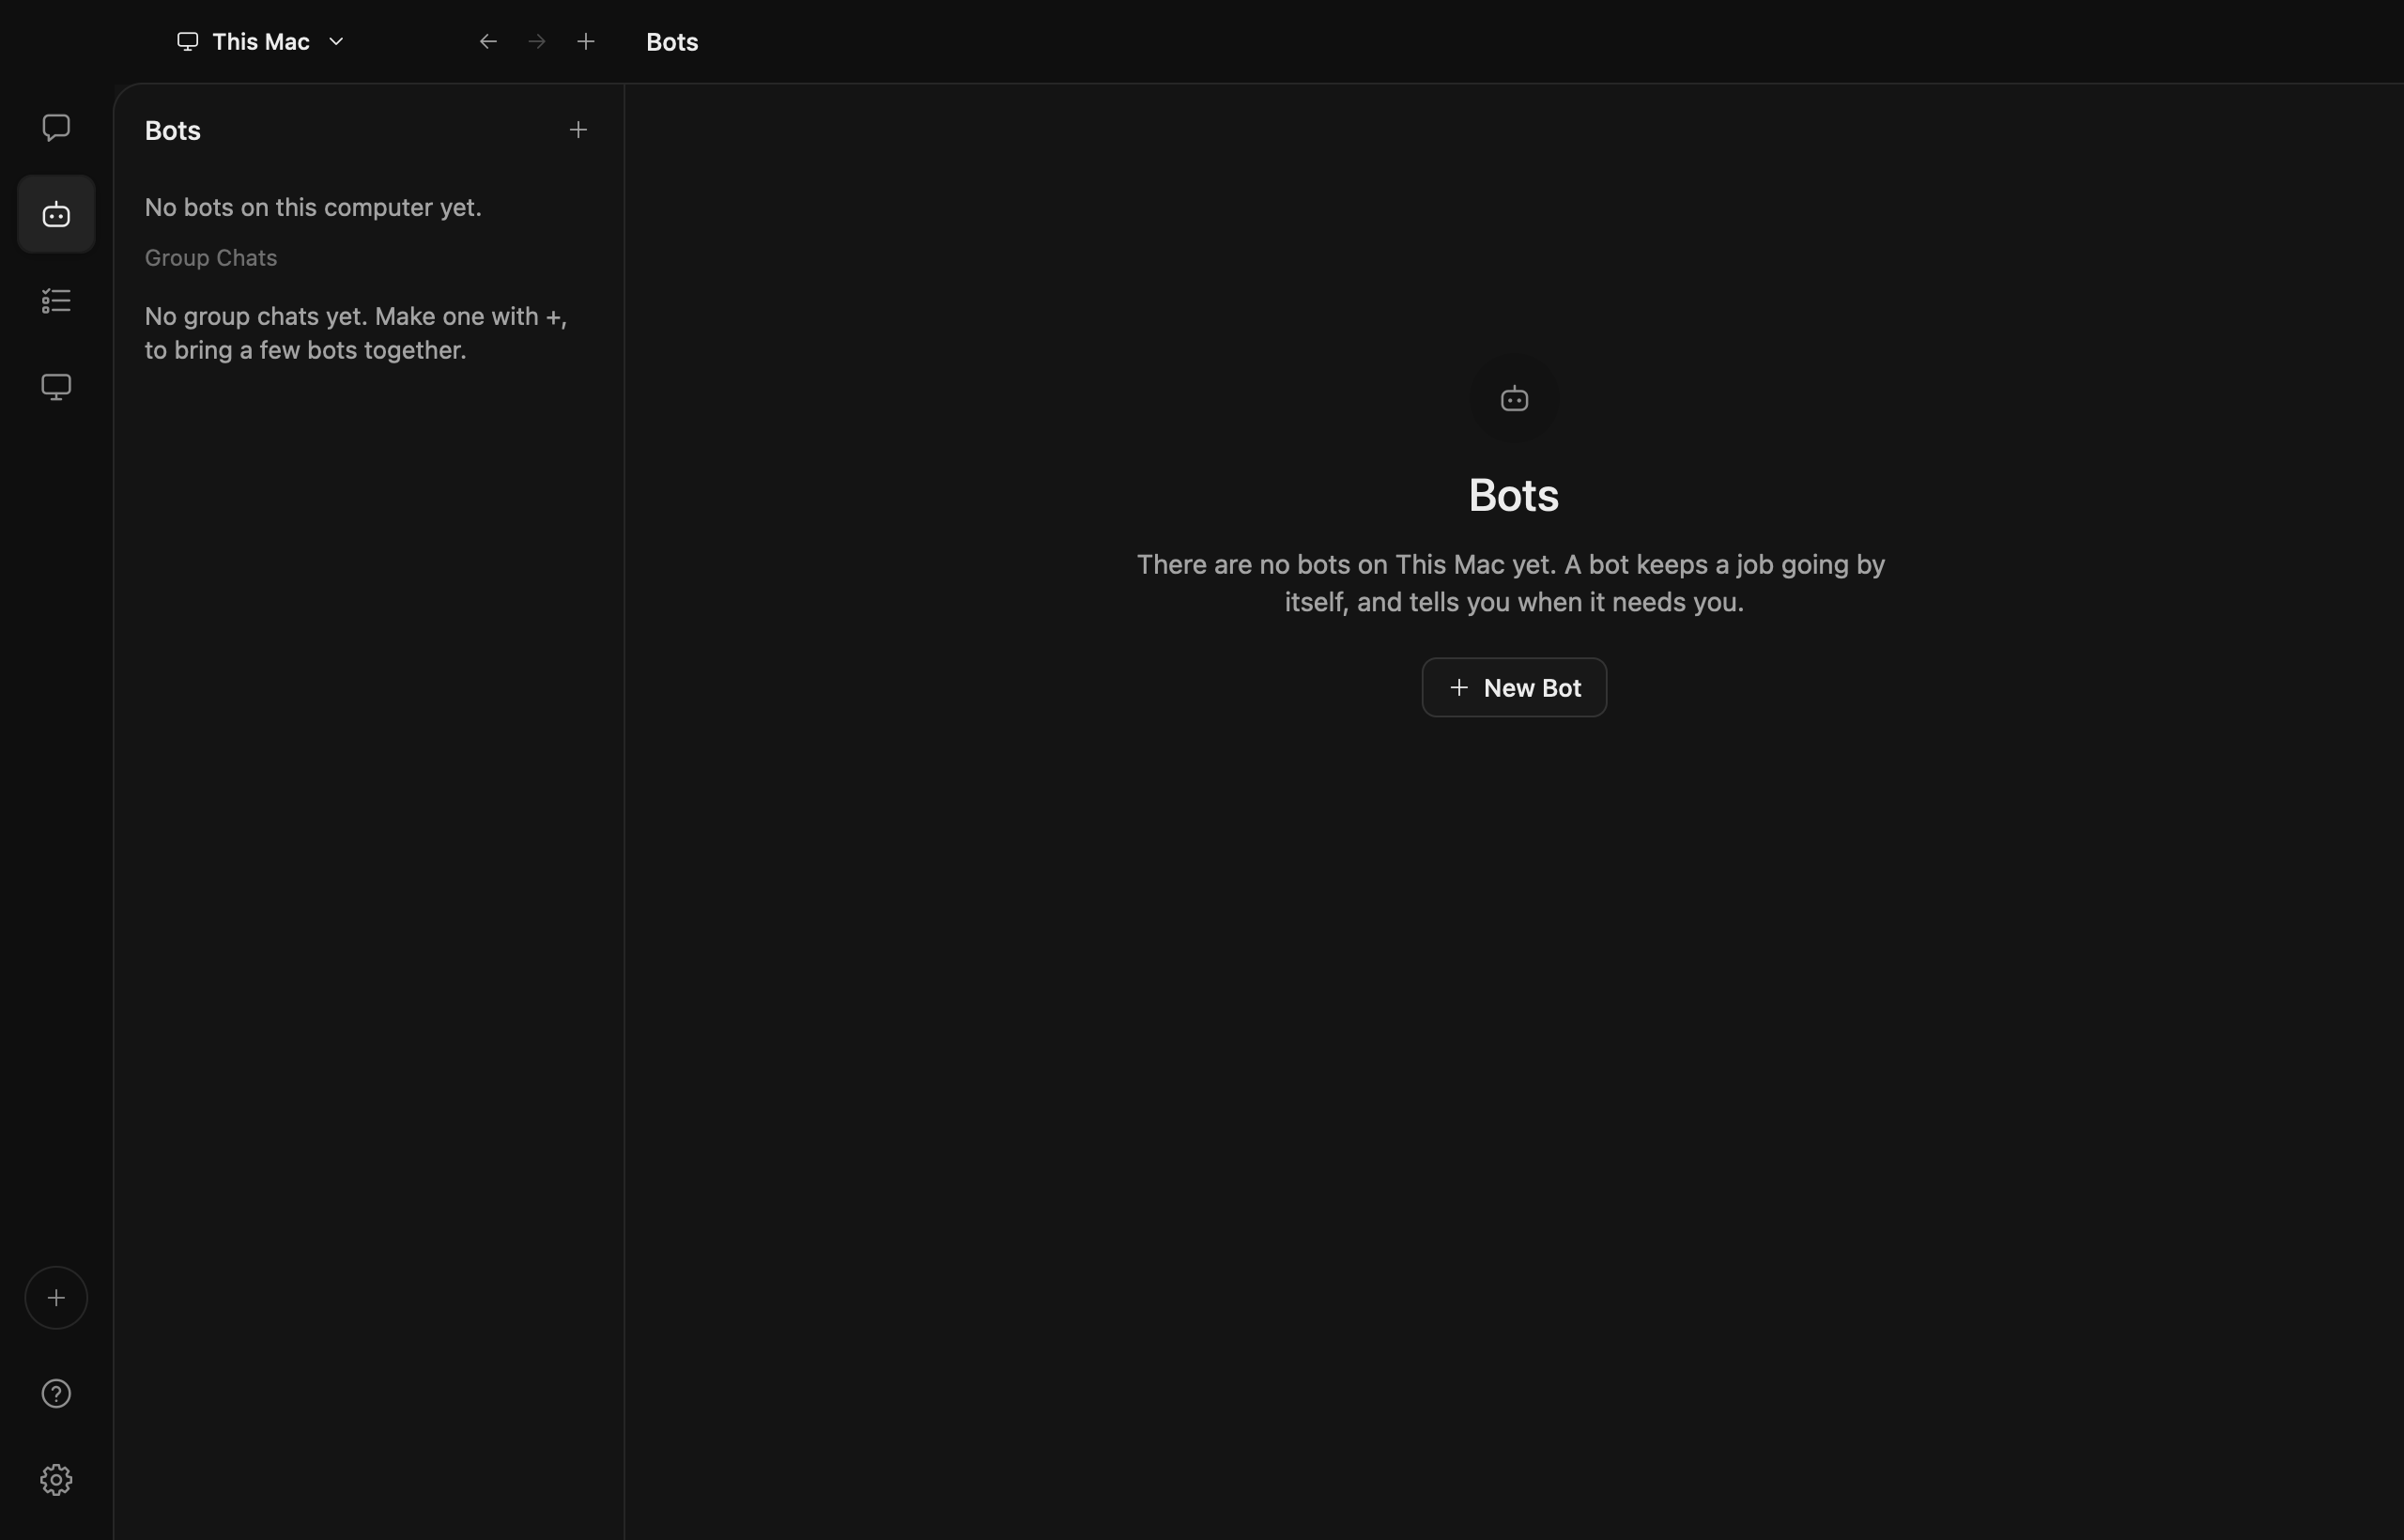 This Mac
Bots
Bots
No bots on this computer yet.
Group Chats
No group chats yet. Make one with +,
to bring a few bots together.
Bots
There are no bots on This Mac yet. A bot keeps a job going by
itself, and tells you when it needs you.
+ New Bot